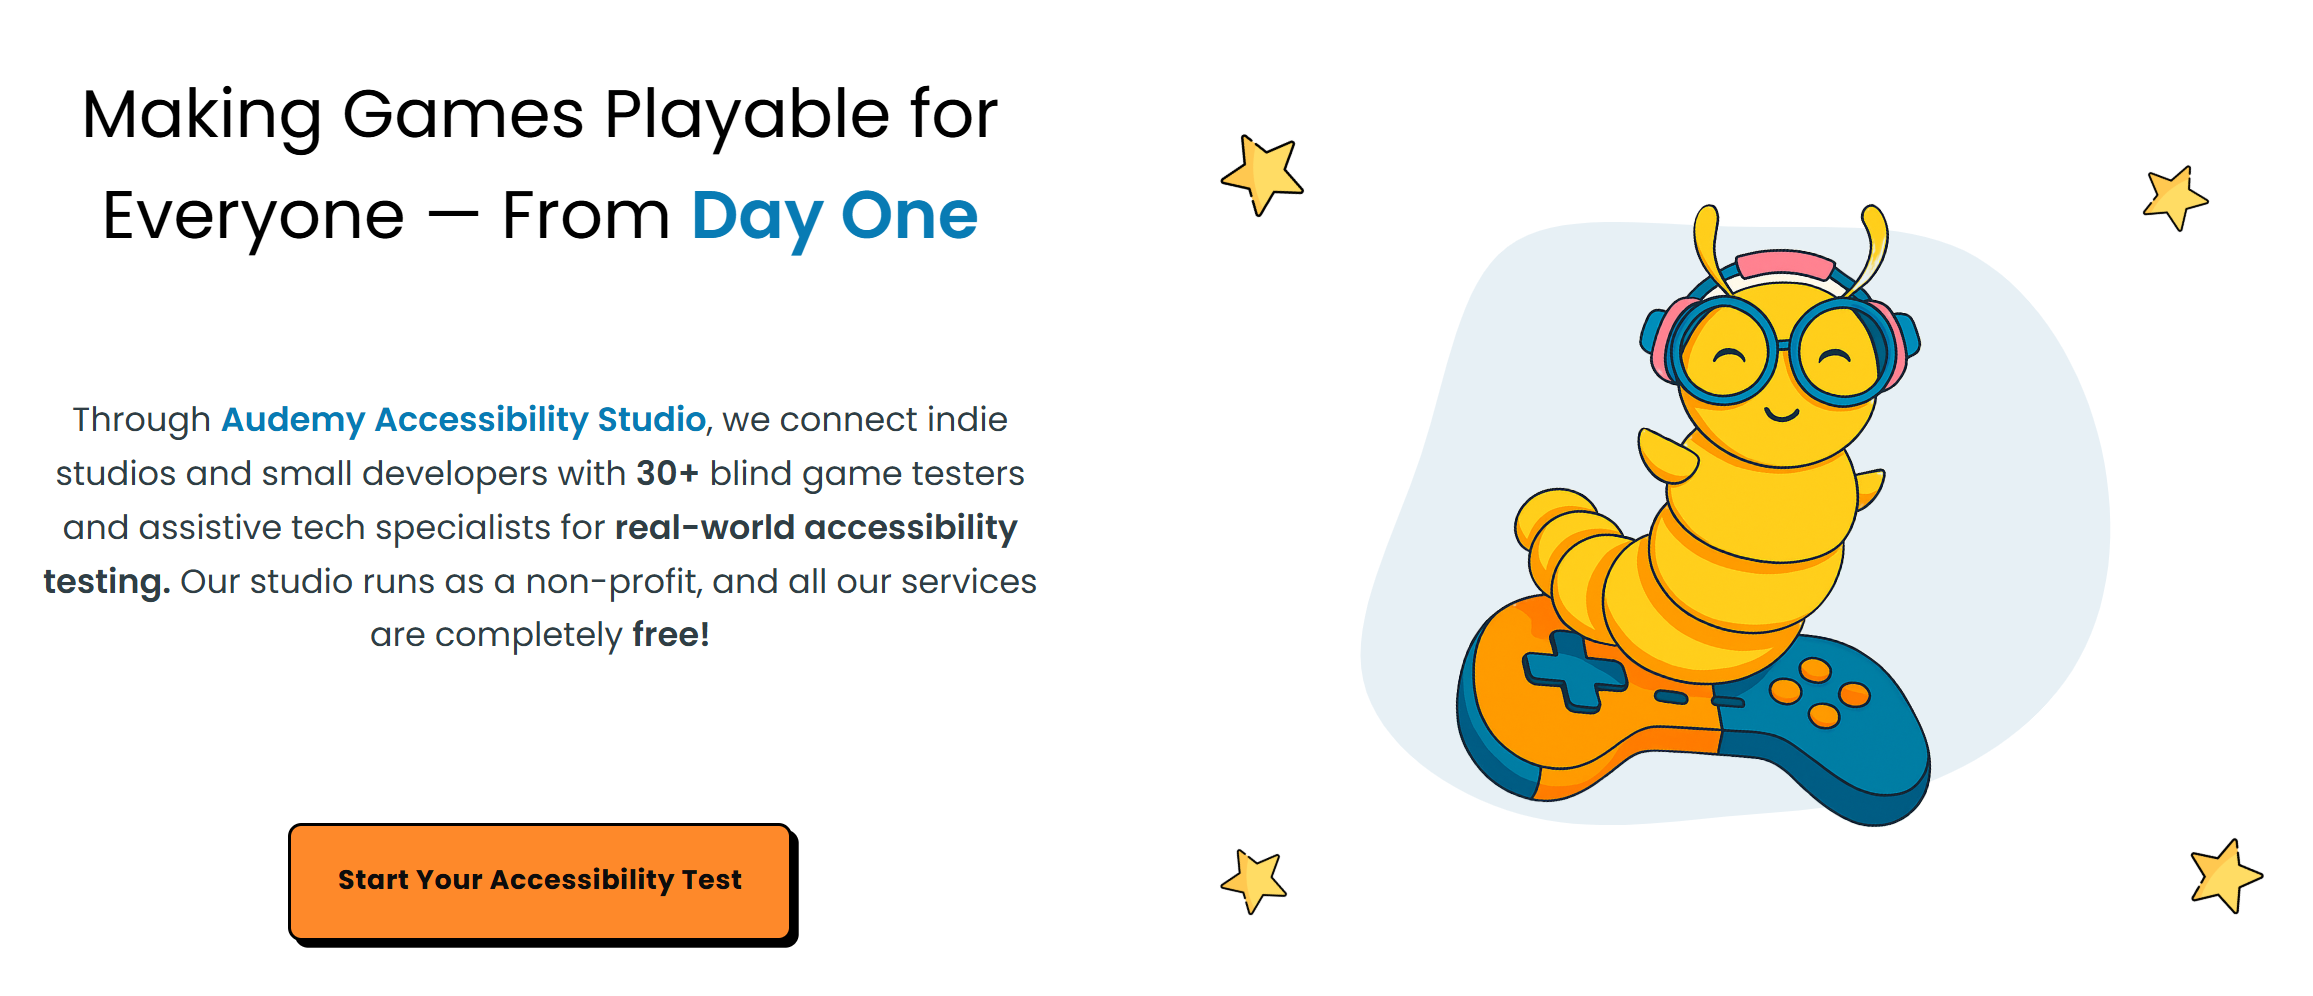 Making Games Playable for
Everyone — From Day One
Through Audemy Accessibility Studio, we connect indie
studios and small developers with 30+ blind game testers
and assistive tech specialists for real-world accessibility
testing. Our studio runs as a non-profit, and all our services
are completely free!
Start Your Accessibility Test